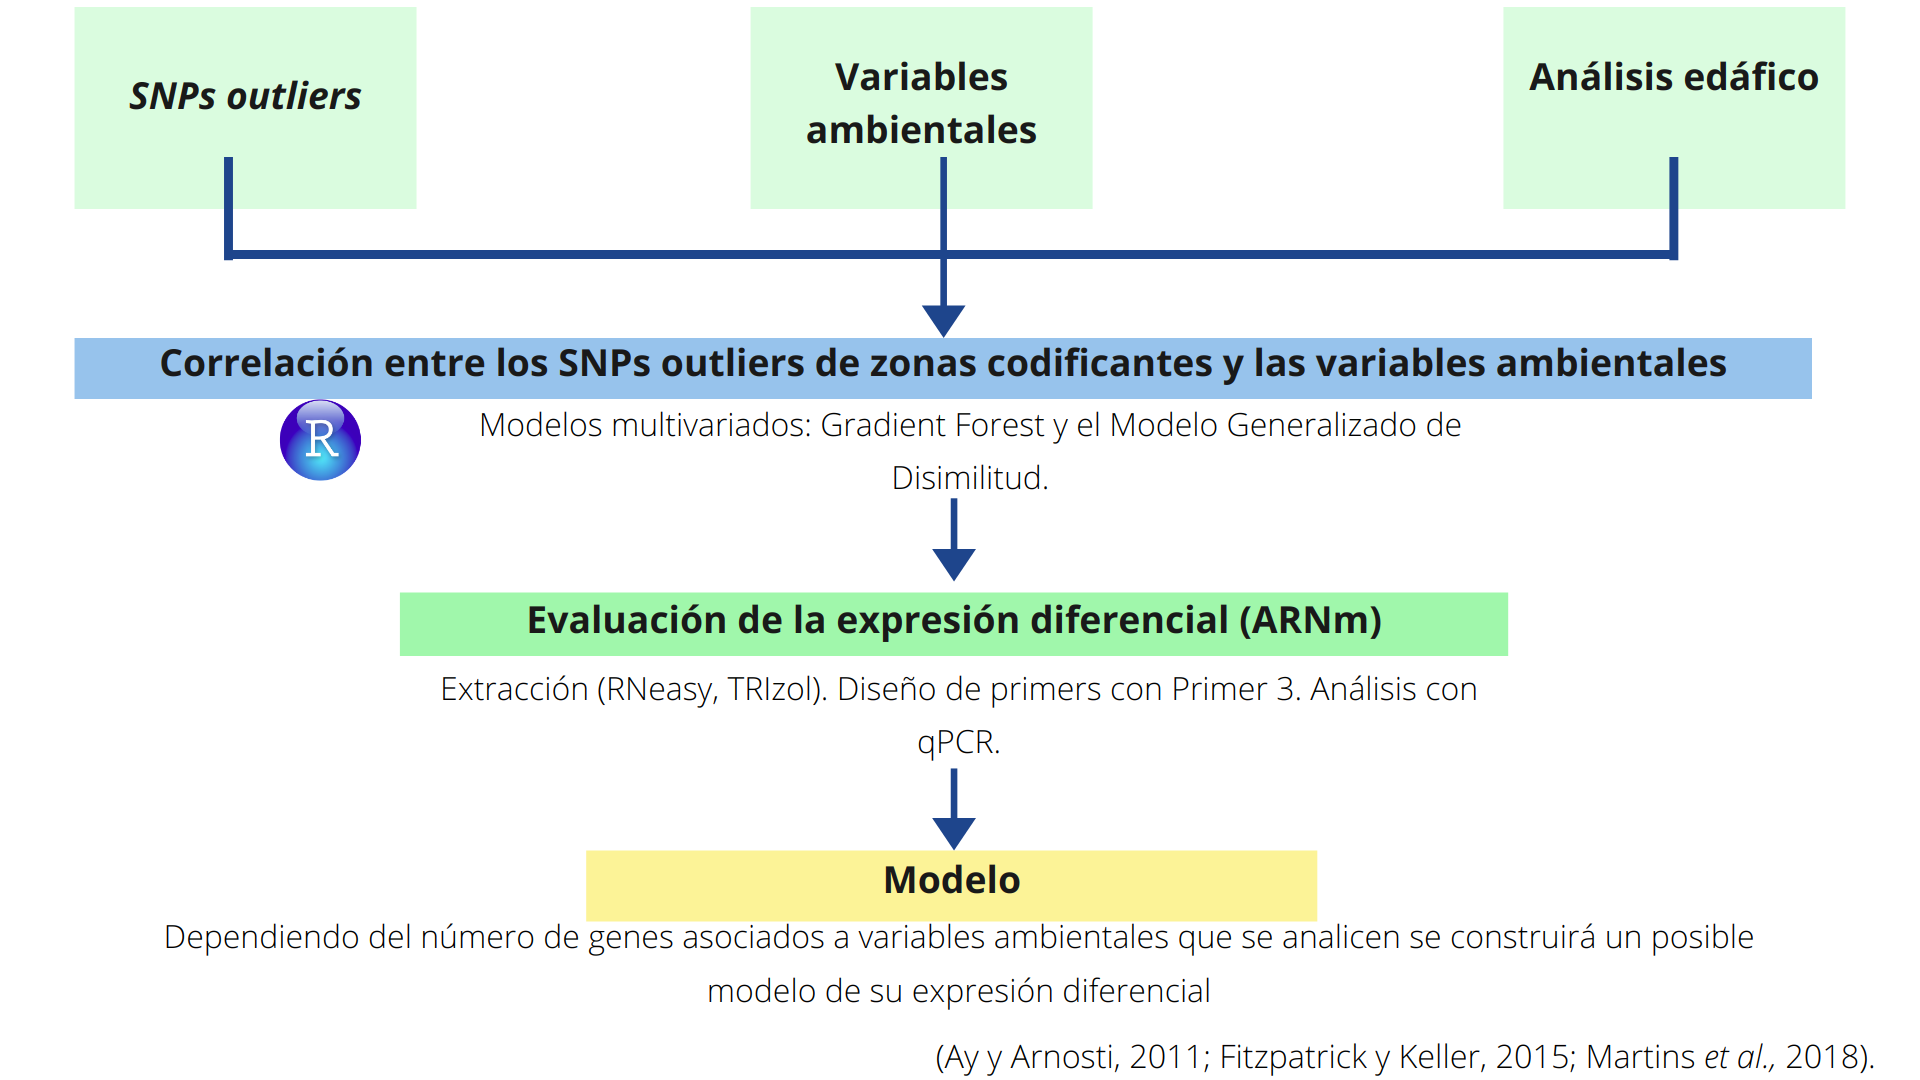 SNPs outliers
Variables
ambientales
Análisis edáfico
Correlación entre los SNPs outliers de zonas codificantes y las variables ambientales
R
Modelos multivariados: Gradient Forest y el Modelo Generalizado de
Disimilitud.
Evaluación de la expresión diferencial (ARNm)
Extracción (RNeasy, TRIzol). Diseño de primers con Primer 3. Análisis con
qPCR.
Modelo
Dependiendo del número de genes asociados a variables ambientales que se analicen se construirá un posible
modelo de su expresión diferencial
(Ay y Arnosti, 2011; Fitzpatrick y Keller, 2015; Martins et al., 2018).